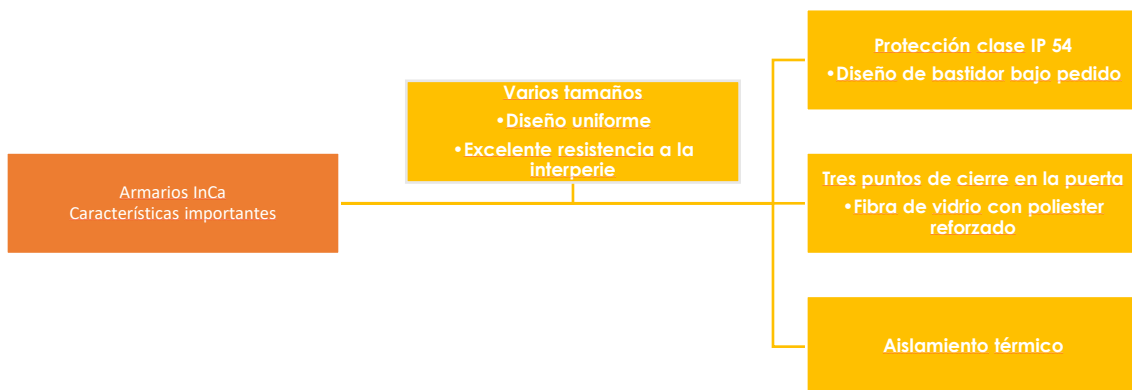 Armarios InCa
Características importantes
Varios tamaños
•Diseño uniforme
•Excelente resistencia a la
interperie
Protección clase IP 54
•Diseño de bastidor bajo pedido
Tres puntos de cierre en la puerta
•Fibra de vidrio con poliester
reforzado
Aislamiento térmico